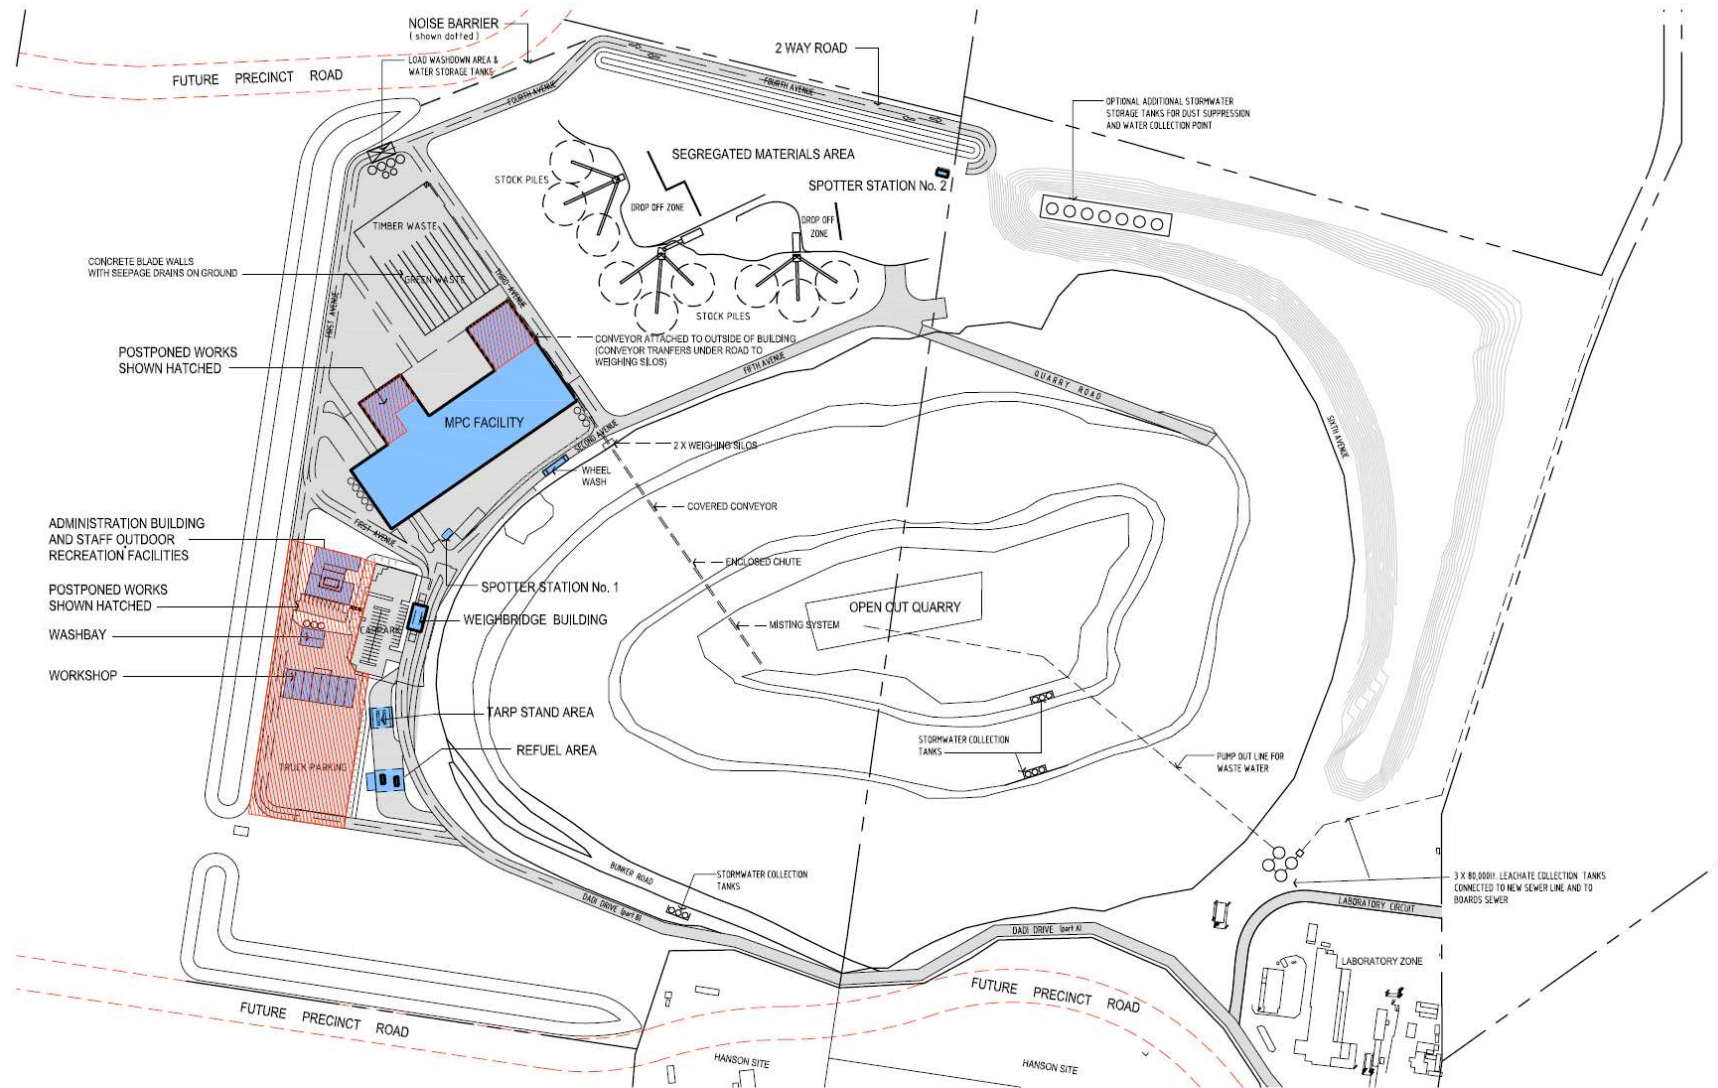 NOISE BARRIER
( shown dotted )
2 WAY ROAD
LOAD WASHDOWN AREA &
WATER STORAGE TANKS
FUTURE PRECINCT ROAD
FOURTH AVENUE
FOURTH AVENUE
OPTIONAL ADDITIONAL STORMWATER
STORAGE TANKS FOR DUST SUPPRESSION
AND WATER COLLECTION POINT
SEGREGATED MATERIALS AREA
STOCK PILES
SPOTTER STATION No. 2
DROP OFF ZONE
DROP OFF
ZONE
TIMBER WASTE
CONCRETE BLADE WALLS
WITH SEEPAGE DRAINS ON GROUND
GREEN WASTE
THIRD AVENUE
FIRST AVENUE
STOCK PILES
CONVEYOR ATTACHED TO OUTSIDE OF BUILDING
(CONVEYOR TRANFERS UNDER ROAD TO
WEIGHING SILOS)
POSTPONED WORKS
SHOWN HATCHED
FIFTH AVENUE
QUARRY ROAD
SIXTH AVENUE
MPC FACILITY
SECOND AVENUE
2 X WEIGHING SILOS
WHEEL
WASH
COVERED CONVEYOR
ADMINISTRATION BUILDING
AND STAFF OUTDOOR
RECREATION FACILITIES
FIRST AVENUE
ENCLOSED CHUTE
POSTPONED WORKS
SHOWN HATCHED
SPOTTER STATION No. 1
WEIGHBRIDGE BUILDING
OPEN CUT QUARRY
MISTING SYSTEM
CARPARK
WASHBAY
WORKSHOP
TARP STAND AREA
REFUEL AREA
STORMWATER COLLECTION
TANKS
PUMP OUT LINE FOR
WASTE WATER
TRUCK PARKING
BUNKER ROAD
STORMWATER COLLECTION
TANKS
3 X 80,000lt. LEACHATE COLLECTION TANKS
CONNECTED TO NEW SEWER LINE AND TO
BOARDS SEWER
DADI DRIVE (part B)
LABORATORY CIRCUIT
DADI DRIVE (part A)
LABORATORY ZONE
FUTURE PRECINCT ROAD
FUTURE PRECINCT ROAD
HANSON SITE
HANSON SITE